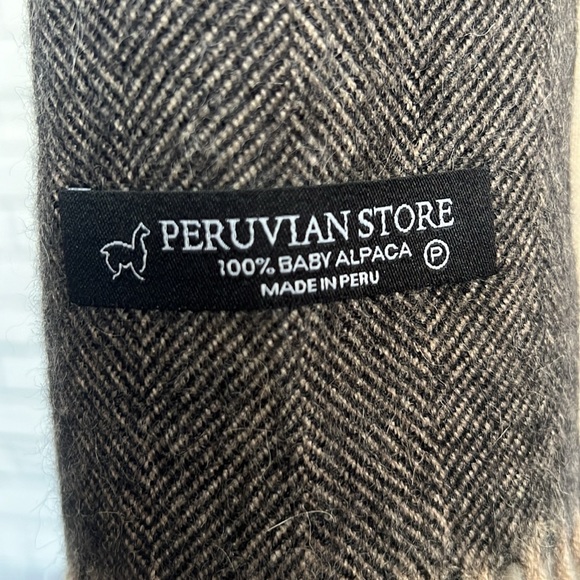 PERUVIAN STORE
100% BABY ALPACA Ⓟ
MADE IN PERU